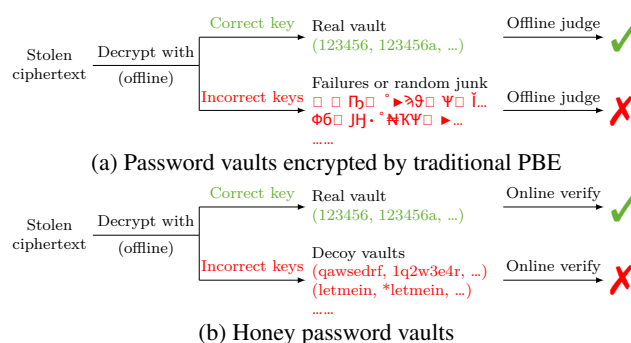 Correct key
Real vault
(123456, 123456a, ...)
Offline judge
Stolen
ciphertext
Decrypt with
(offline)
Incorrect keys
Failures or random junk
Offline judge
......
(a) Password vaults encrypted by traditional PBE
Correct key
Real vault
(123456, 123456a, ...)
Online verify
Stolen
ciphertext
Decrypt with
(offline)
Incorrect keys
Decoy vaults
(qawsedrf, 1q2w3e4r, ...)
(letmein, *letmein, ...)
......
Online verify
(b) Honey password vaults